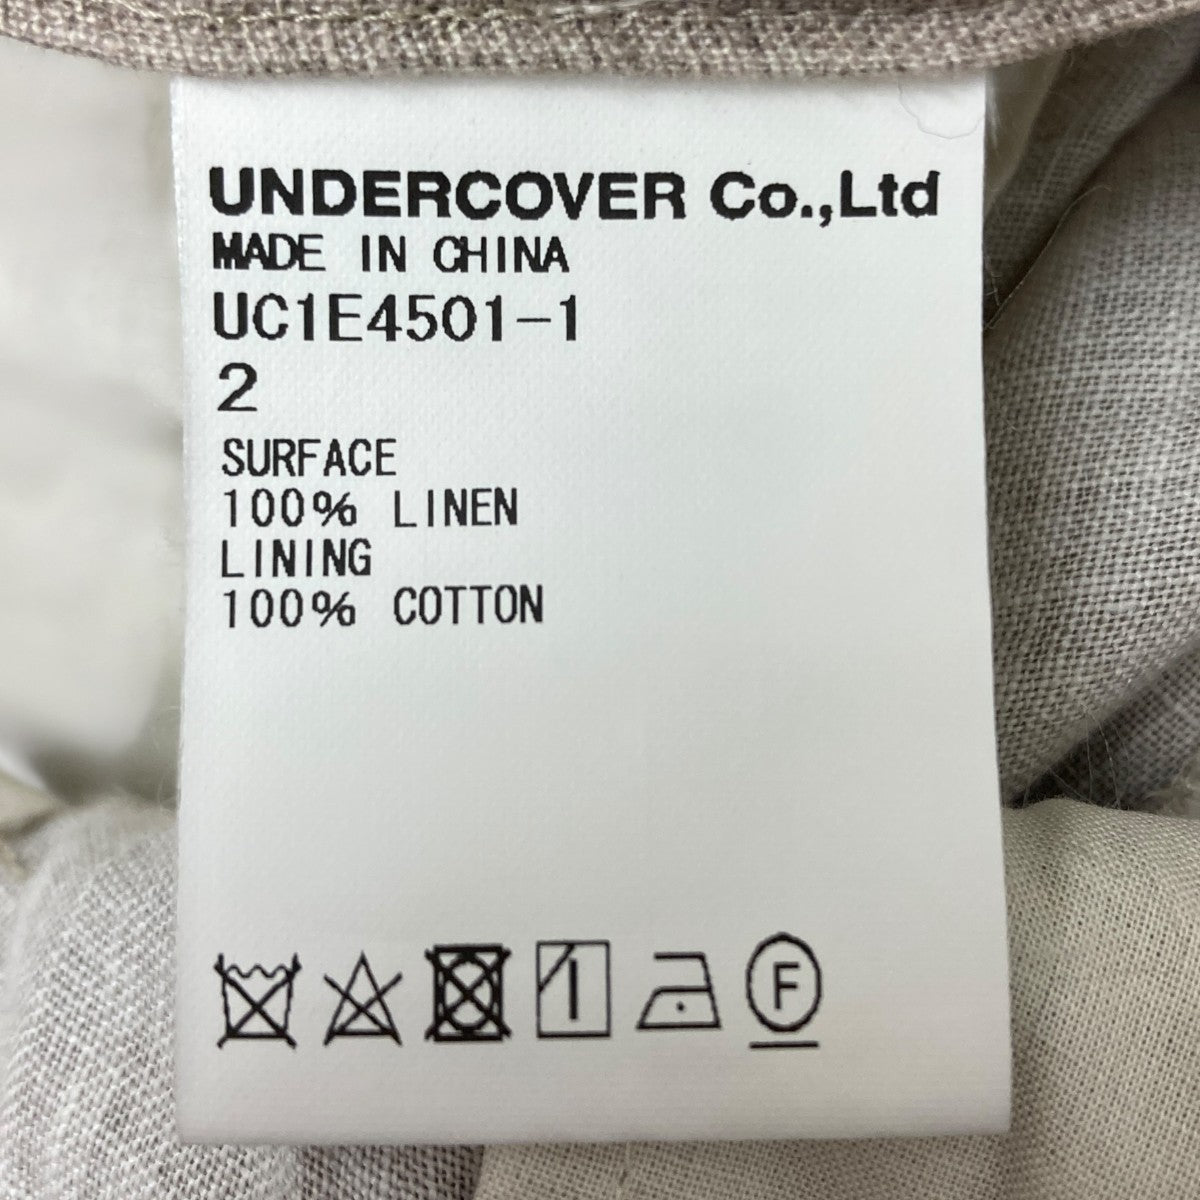 UNDERCOVER Co.,Ltd
MADE IN CHINA
UC1E4501-1
2
SURFACE
100% LINEN
LINING
100% COTTON
F